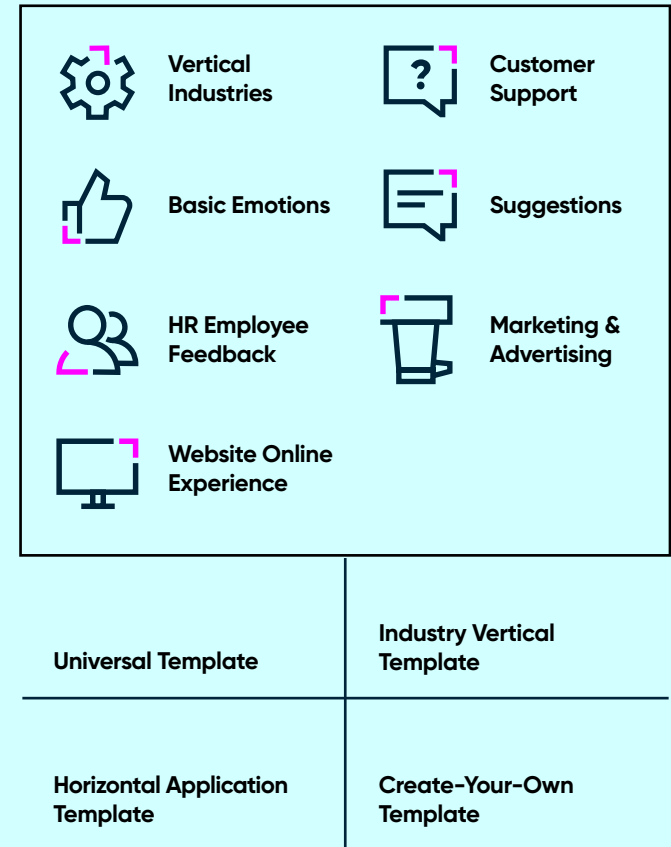 Vertical
Industries
?
Customer
Support
Basic Emotions
Suggestions
HR Employee
Feedback
Marketing &
Advertising
Website Online
Experience
Universal Template
Industry Vertical
Template
Horizontal Application
Template
Create-Your-Own
Template